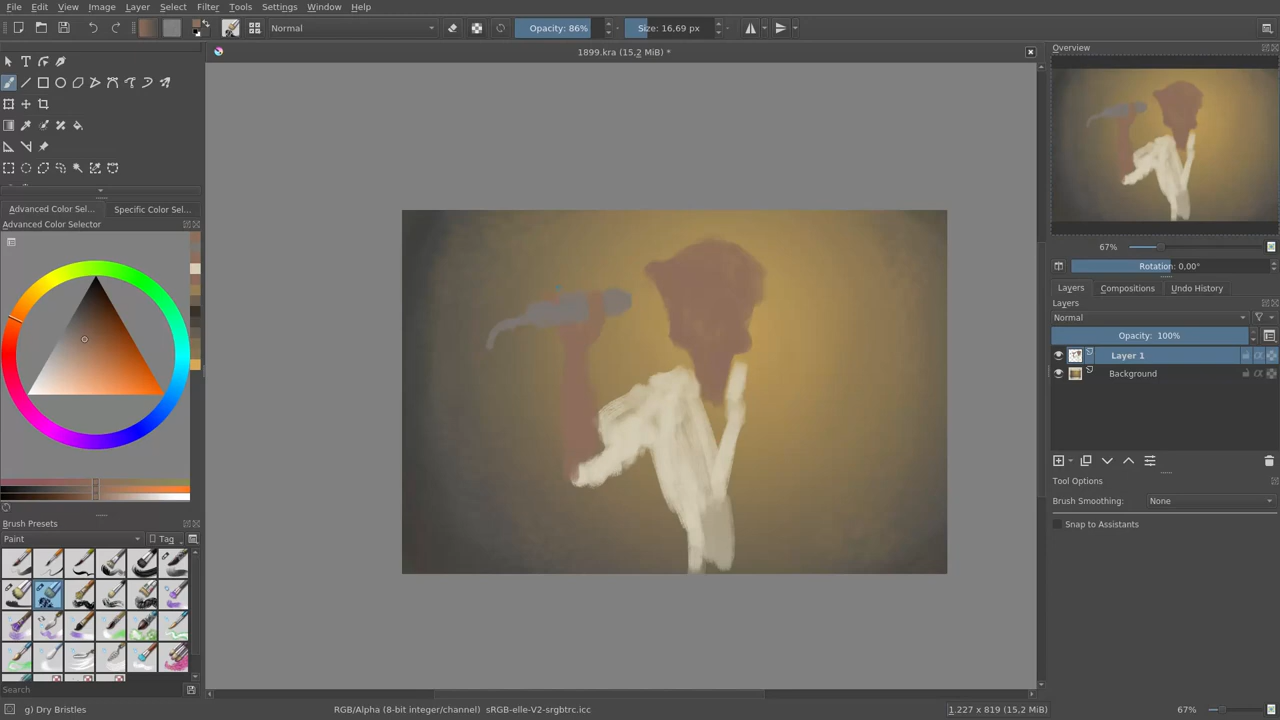 File Edit View Image Layer Select Filter Tools Settings Window Help
Normal Opacity: 86% Size: 16,69 px
1899.kra (15,2 MiB) *
Overview
67%
Rotation: 0,00°
Layers Compositions Undo History
Layers
Normal
Opacity: 100%
Layer 1
Background
Tool Options
Brush Smoothing: None
Snap to Assistants
Advanced Color Sel... Specific Color Sel...
Advanced Color Selector
Brush Presets
Paint Tag
Search
g) Dry Bristles RGB/Alpha (8-bit integer/channel) sRGB-elle-V2-srgbtrc.icc 1.227 x 819 (15,2 MiB) 67%